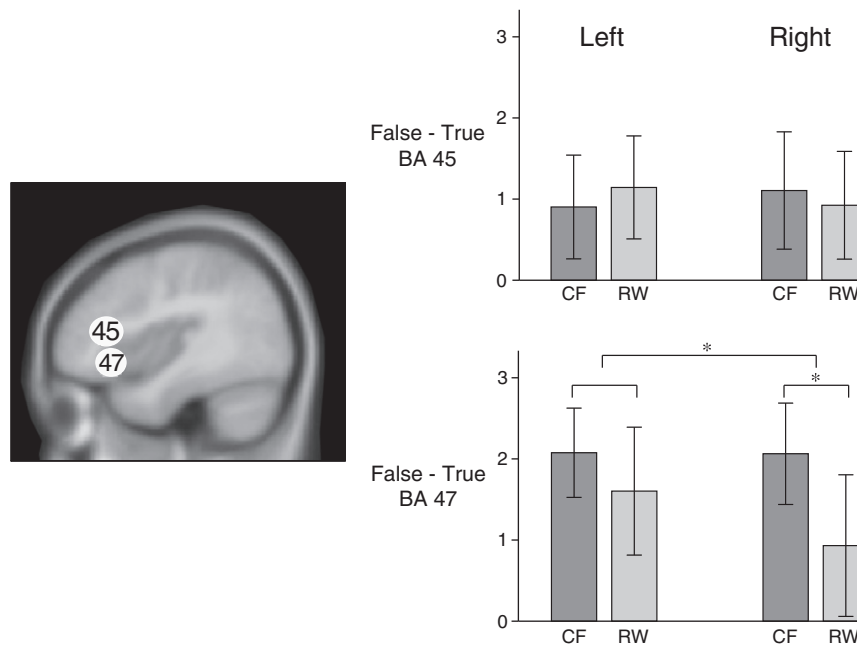 3
Left
Right
2
False - True
BA 45
1
0
CF
RW
CF
RW
45
47
*
3
*
2
False - True
BA 47
1
0
CF
RW
CF
RW